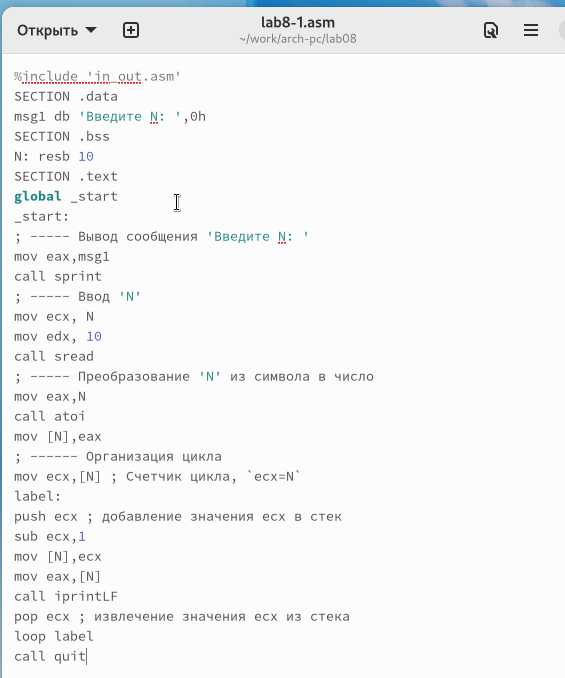 Открыть
lab8-1.asm
~/work/arch-pc/lab08
%include 'in_out.asm'
SECTION .data
msg1 db 'Введите N: ',0h
SECTION .bss
N: resb 10
SECTION .text
global _start
_start:
; ----- Вывод сообщения 'Введите N: '
mov eax,msg1
call sprint
; ----- Ввод 'N'
mov ecx, N
mov edx, 10
call sread
; ----- Преобразование 'N' из символа в число
mov eax,N
call atoi
mov [N],eax
; ------ Организация цикла
mov ecx,[N] ; Счетчик цикла, `ecx=N`
label:
push ecx ; добавление значения ecx в стек
sub ecx,1
mov [N],ecx
mov eax,[N]
call iprintLF
pop ecx ; извлечение значения ecx из стека
loop label
call quit